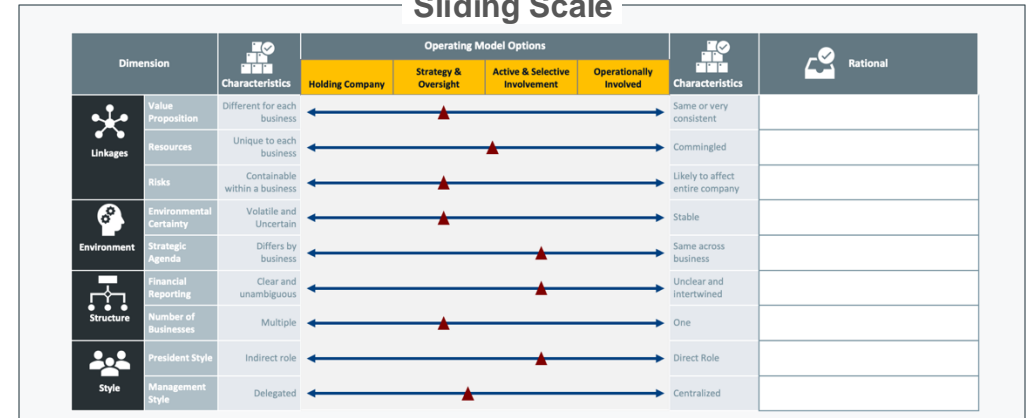 Sliding Scale
Dimension
Characteristics
Operating Model Options
Holding Company
Strategy &
Oversight
Active & Selective
Involvement
Operationally
Involved
Characteristics
Rational
Linkages
Value
Proposition
Different for each
business
Same or very
consistent
Resources
Unique to each
business
Commingled
Risks
Containable
within a business
Likely to affect
entire company
Environment
Environmental
Certainty
Volatile and
Uncertain
Stable
Strategic
Agenda
Differs by
business
Same across
business
Structure
Financial
Reporting
Clear and
unambiguous
Unclear and
intertwined
Number of
Businesses
Multiple
One
Style
President Style
Indirect role
Direct Role
Management
Style
Delegated
Centralized